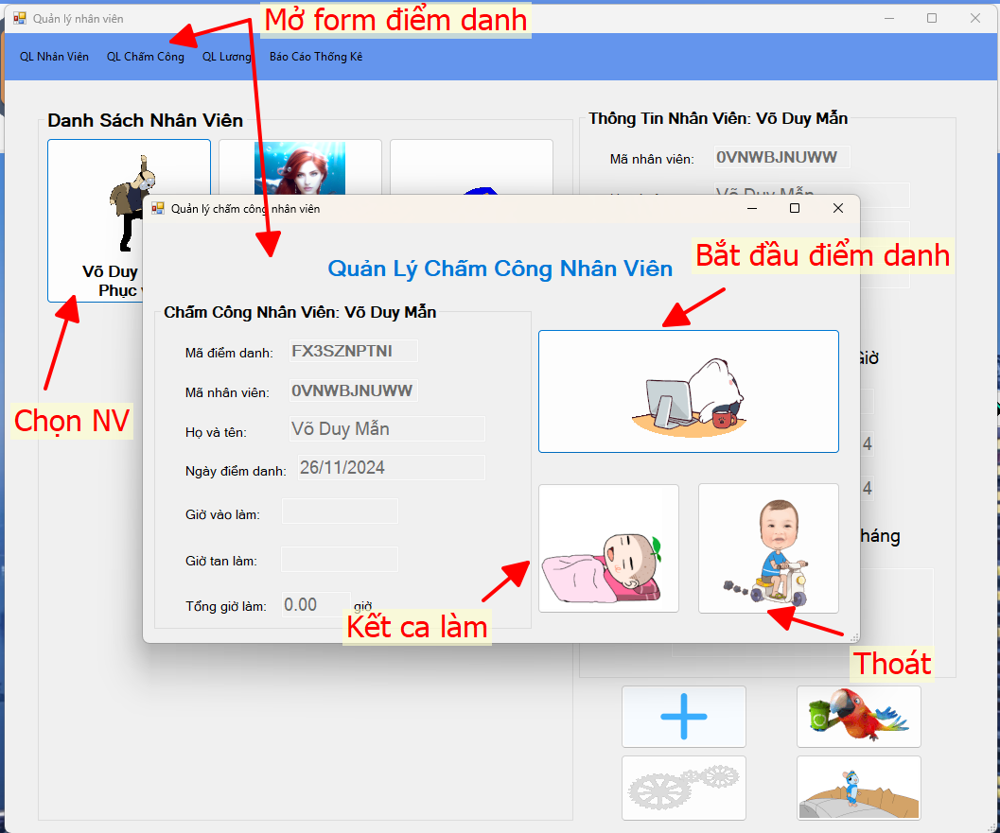 Quản lý nhân viên
Mở form điểm danh
QL Nhân Viên QL Chấm Công QL Lương Báo Cáo Thống Kê
Danh Sách Nhân Viên
Thông Tin Nhân Viên: Võ Duy Mẫn
Mã nhân viên: 0VNWBJNUWW
Võ Duy Mẫn
Quản lý chấm công nhân viên
Võ Duy
Phục
Bắt đầu điểm danh
Quản Lý Chấm Công Nhân Viên
Chấm Công Nhân Viên: Võ Duy Mẫn
Mã điểm danh: FX3SZNPTNI
Giờ
Mã nhân viên: 0VNWBJNUWW
Chọn NV
Họ và tên: Võ Duy Mẫn
4
Ngày điểm danh: 26/11/2024
4
Giờ vào làm:
háng
Giờ tan làm:
Tổng giờ làm: 0.00 giờ
Kết ca làm
Thoát